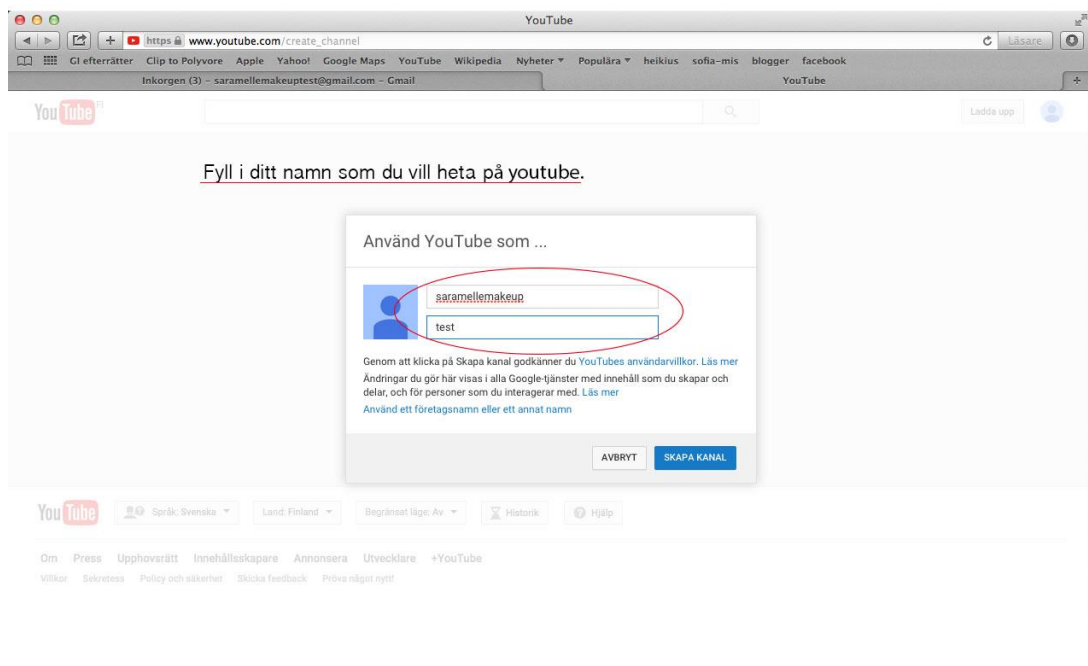 YouTube
https www.youtube.com/create_channel Läsare
GI efterrätter Clip to Polyvore Apple Yahoo! Google Maps YouTube Wikipedia Nyheter Populära heikius sofia-mis blogger facebook
Inkorgen (3) – saramellemakeuptest@gmail.com – Gmail YouTube
YouTube FI Ladda upp
Fyll i ditt namn som du vill heta på youtube.
Använd YouTube som ...
saramellemakeup
test
Genom att klicka på Skapa kanal godkänner du YouTubes användarvillkor. Läs mer
Ändringar du gör här visas i alla Google-tjänster med innehåll som du skapar och
delar, och för personer som du interagerar med. Läs mer
Använd ett företagsnamn eller ett annat namn
AVBRYT SKAPA KANAL
YouTube Språk: Svenska Land: Finland Begränsat läge: Av Historik Hjälp
Om Press Upphovsrätt Innehållsskapare Annonsera Utvecklare +YouTube
Villkor Sekretess Policy och säkerhet Skicka feedback Pröva något nytt!